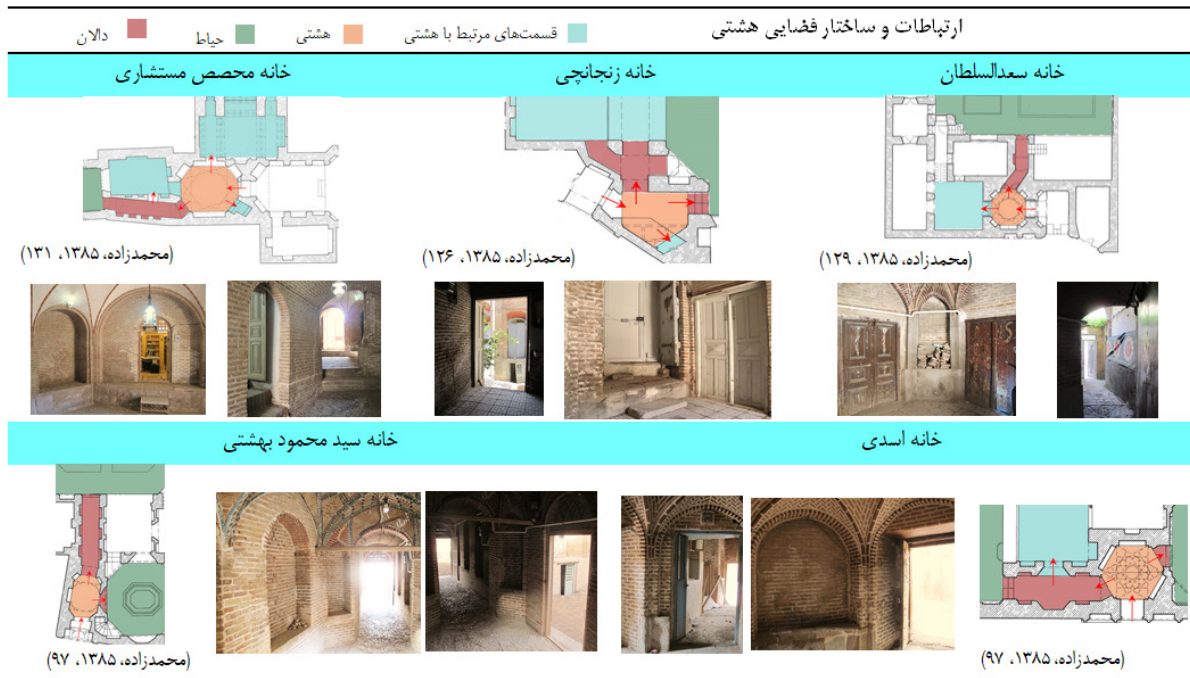 ارتباطات و ساختار فضایی هشتی
قسمت‌های مرتبط با هشتی
هشتی
حیاط
دالان
خانه سعدالسلطان
خانه زنجانچی
خانه محصص مستشاری
(محمدزاده، ۱۳۸۵، ۱۲۹)
(محمدزاده، ۱۳۸۵، ۱۲۶)
(محمدزاده، ۱۳۸۵، ۱۳۱)
خانه اسدی
خانه سید محمود بهشتی
(محمدزاده، ۱۳۸۵، ۹۷)
(محمدزاده، ۱۳۸۵، ۹۷)